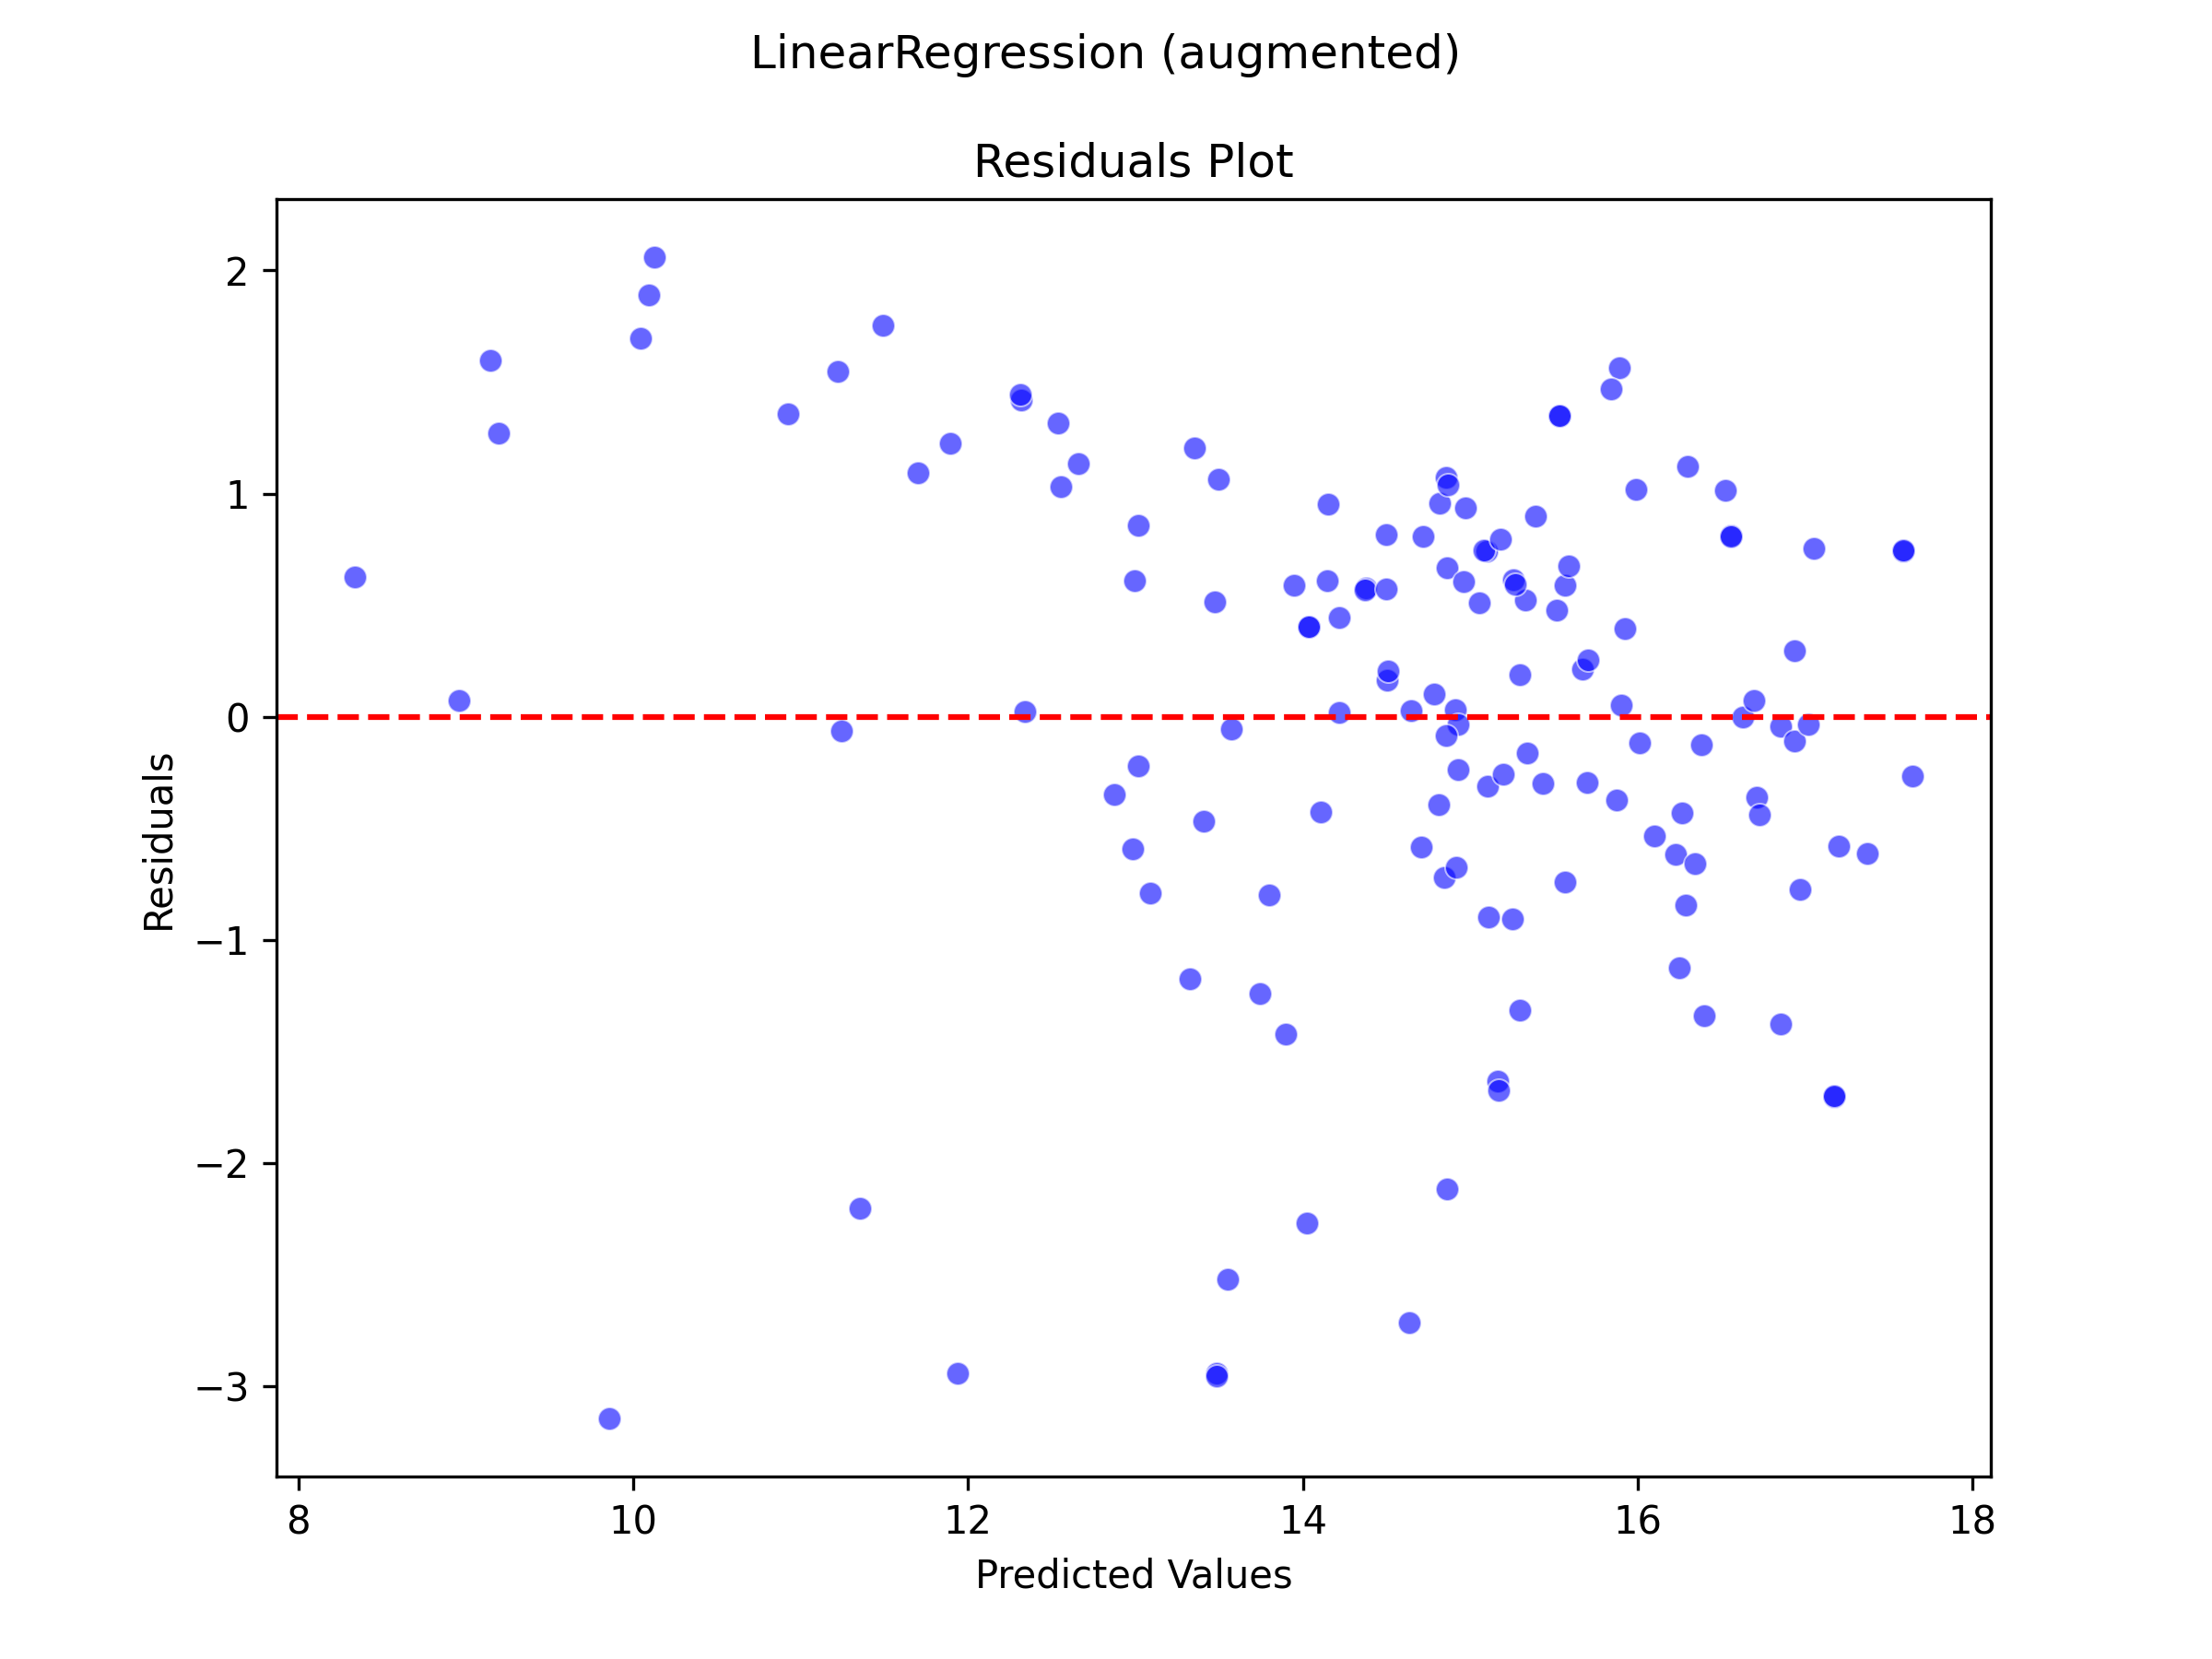 LinearRegression (augmented)
Residuals Plot
2
1
0
−1
−2
−3
Residuals
8 10 12 14 16 18
Predicted Values